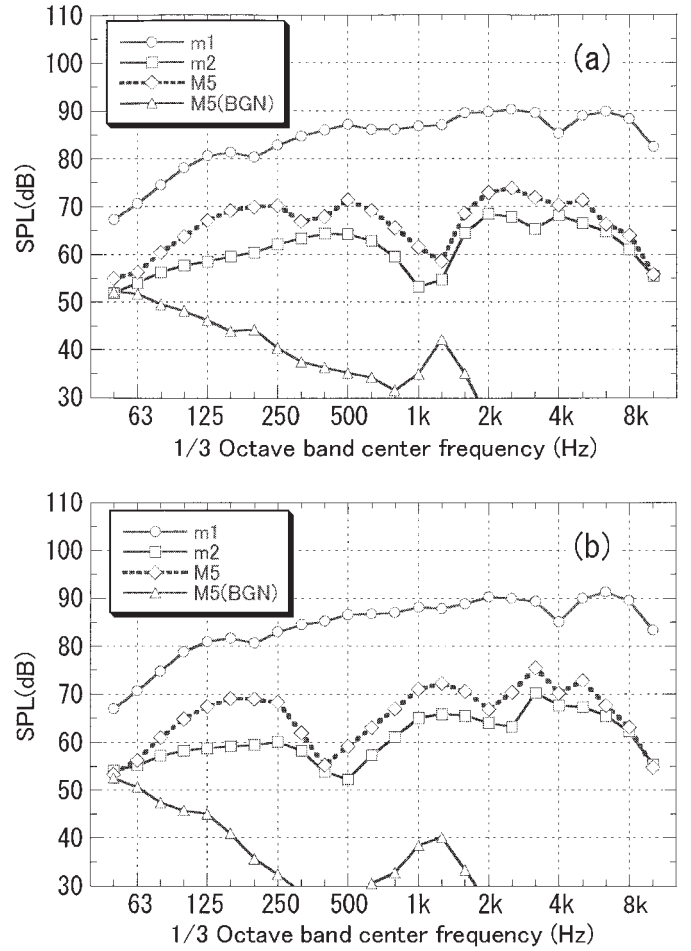 110
100
90
80
70
60
50
40
30
SPL(dB)
m1
m2
M5
M5(BGN)
(a)
63 125 250 500 1k 2k 4k 8k
1/3 Octave band center frequency (Hz)
110
100
90
80
70
60
50
40
30
SPL(dB)
m1
m2
M5
M5(BGN)
(b)
63 125 250 500 1k 2k 4k 8k
1/3 Octave band center frequency (Hz)